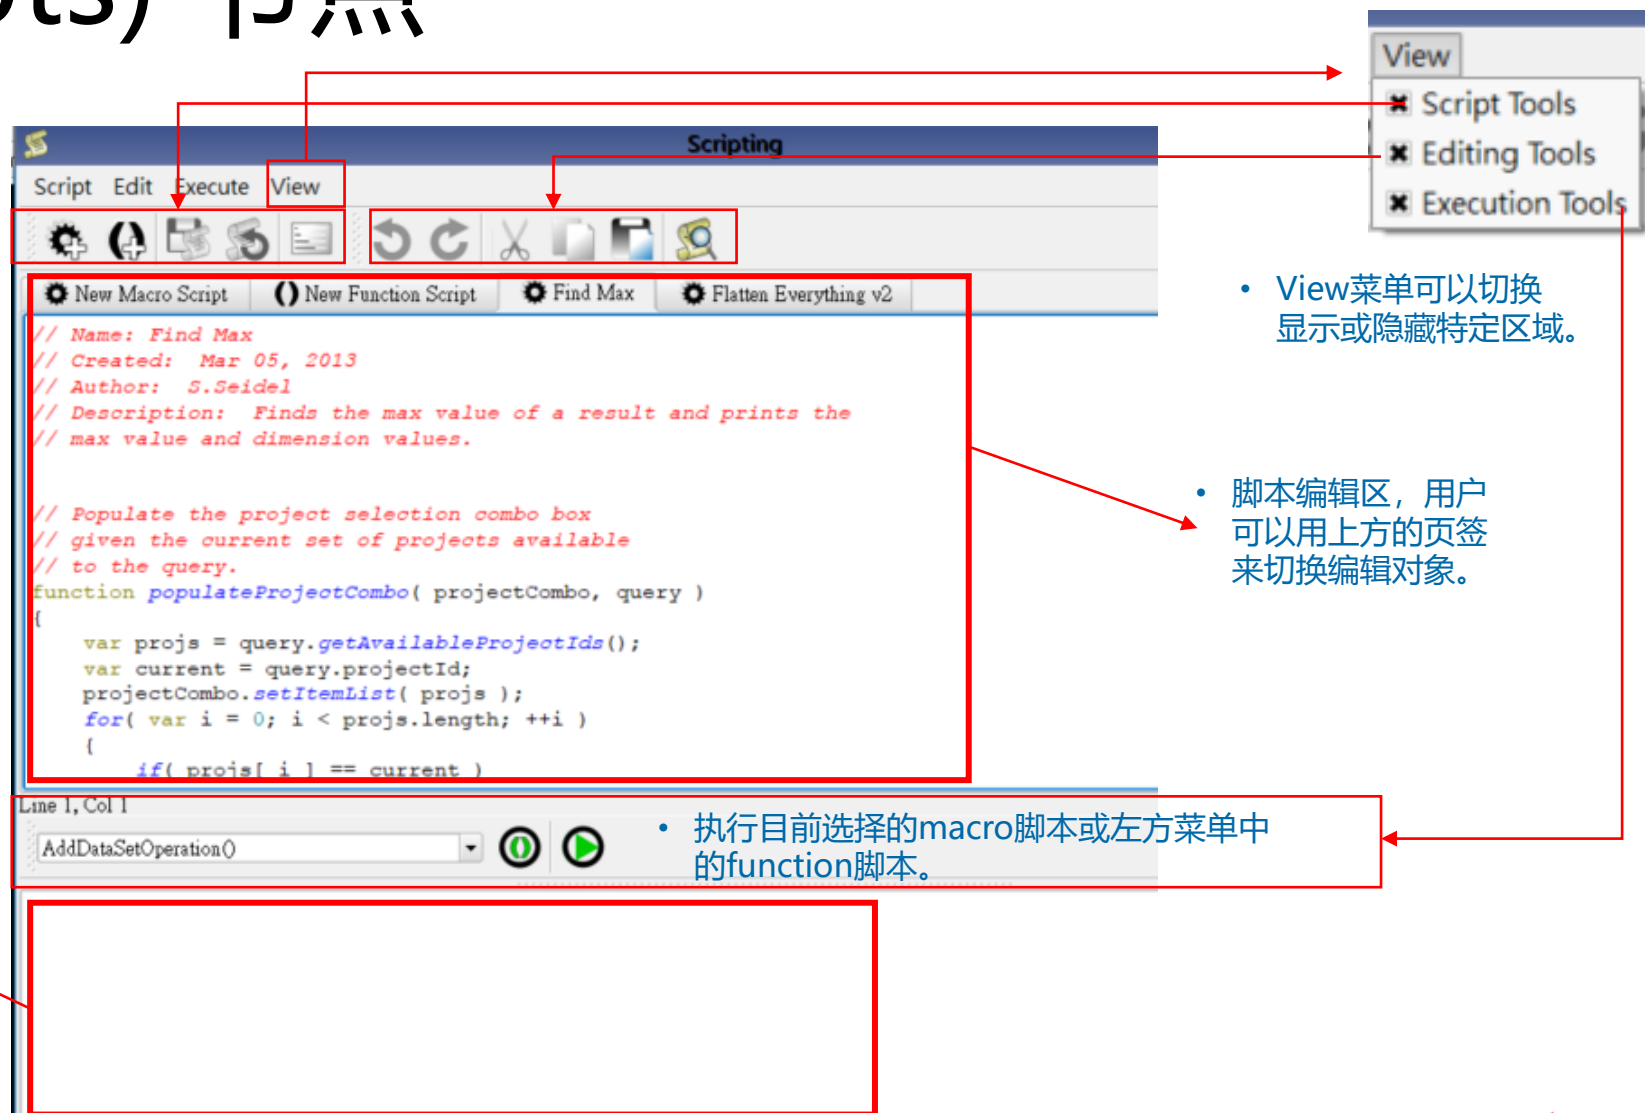 ots) 节点
View
Script Tools
Editing Tools
Execution Tools
Scripting
Script Edit Execute View
New Macro Script () New Function Script Find Max Flatten Everything v2
// Name: Find Max
// Created:  Mar 05, 2013
// Author:  S.Seidel
// Description:  Finds the max value of a result and prints the
// max value and dimension values.
// Populate the project selection combo box
// given the current set of projects available
// to the query.
function populateProjectCombo( projectCombo, query )
{
    var projs = query.getAvailableProjectIds();
    var current = query.projectId;
    projectCombo.setItemList( projs );
    for( var i = 0; i < projs.length; ++i )
    {
        if( projs[ i ] == current )
Line 1, Col 1
AddDataSetOperation()
• 执行目前选择的macro脚本或左方菜单中
的function脚本。
• View菜单可以切换
显示或隐藏特定区域。
• 脚本编辑区，用户
可以用上方的页签
来切换编辑对象。